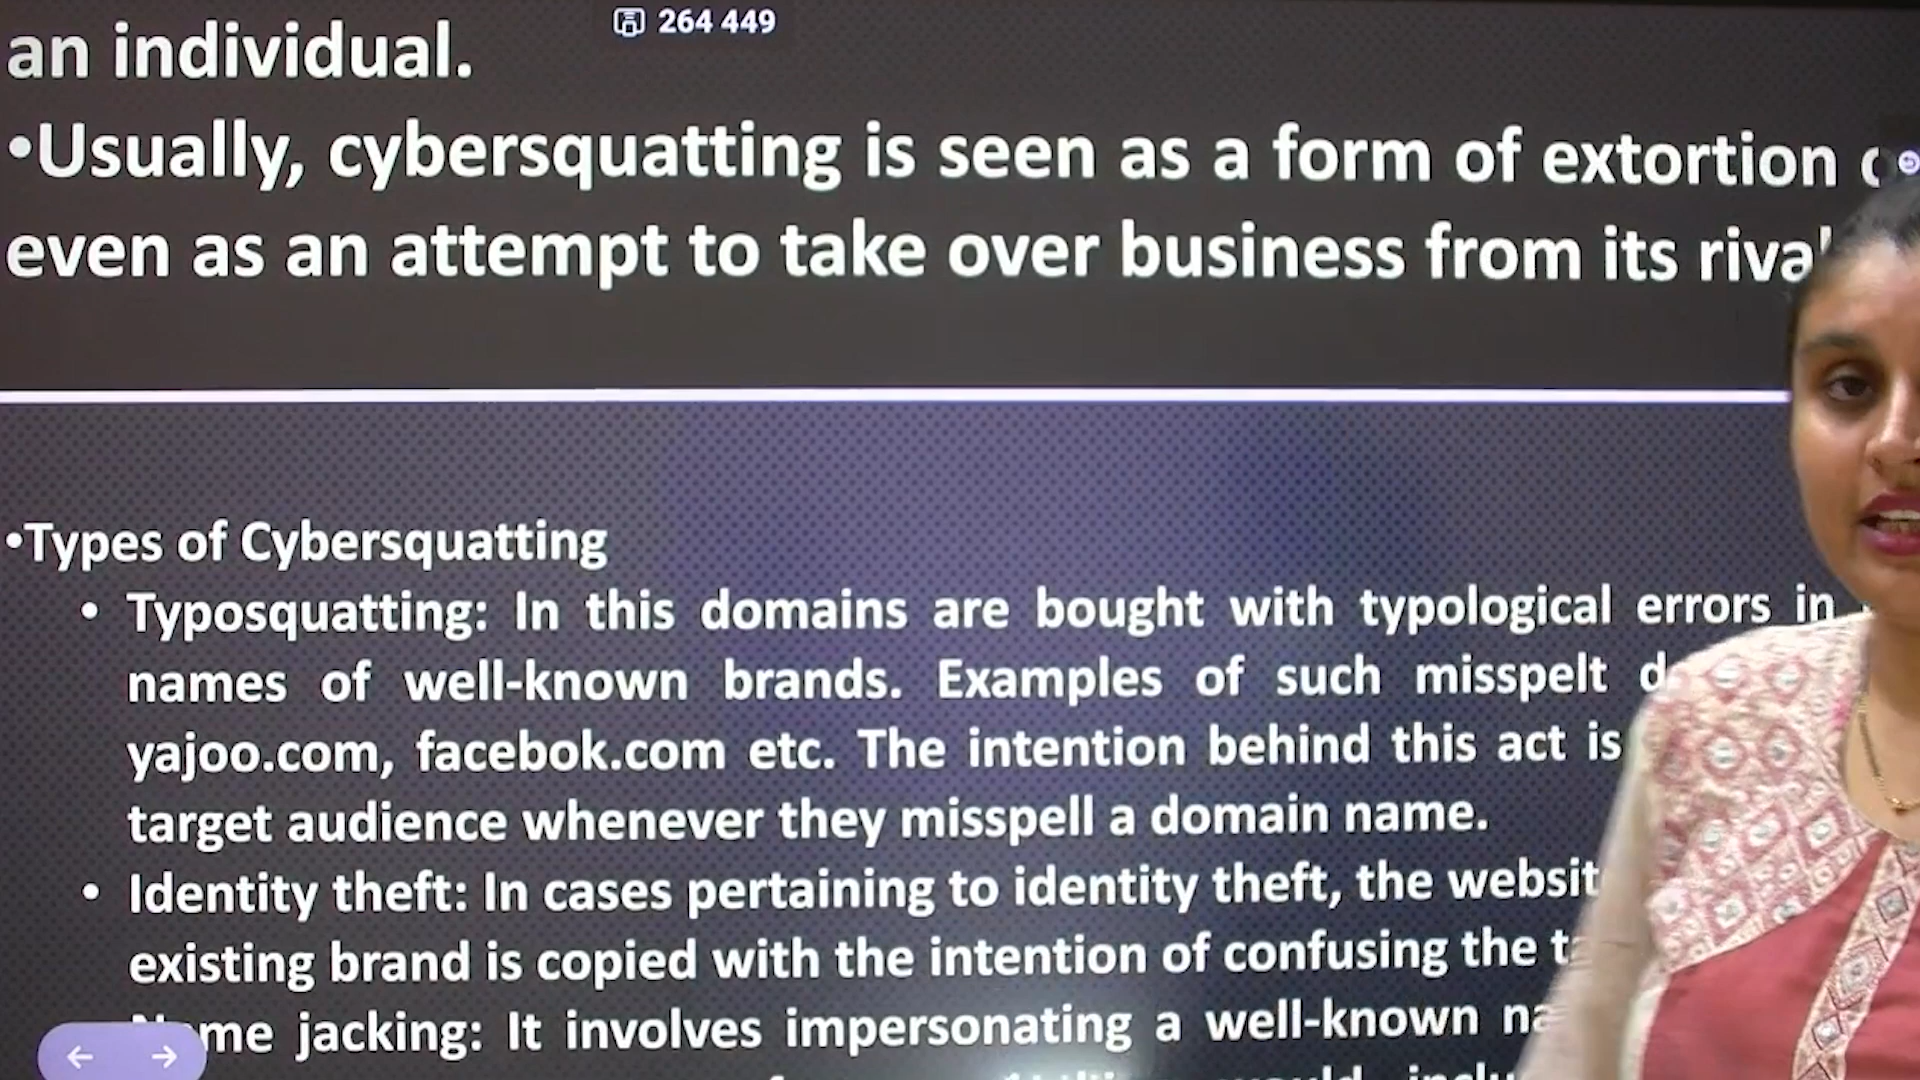 264 449
an individual.
•Usually, cybersquatting is seen as a form of extortion
even as an attempt to take over business from its rival
•Types of Cybersquatting
• Typosquatting: In this domains are bought with typological errors in
names of well-known brands. Examples of such misspelt
yajoo.com, facebok.com etc. The intention behind this act is
target audience whenever they misspell a domain name.
• Identity theft: In cases pertaining to identity theft, the
existing brand is copied with the intention of confusing the
jacking: It involves impersonating a well-known
would